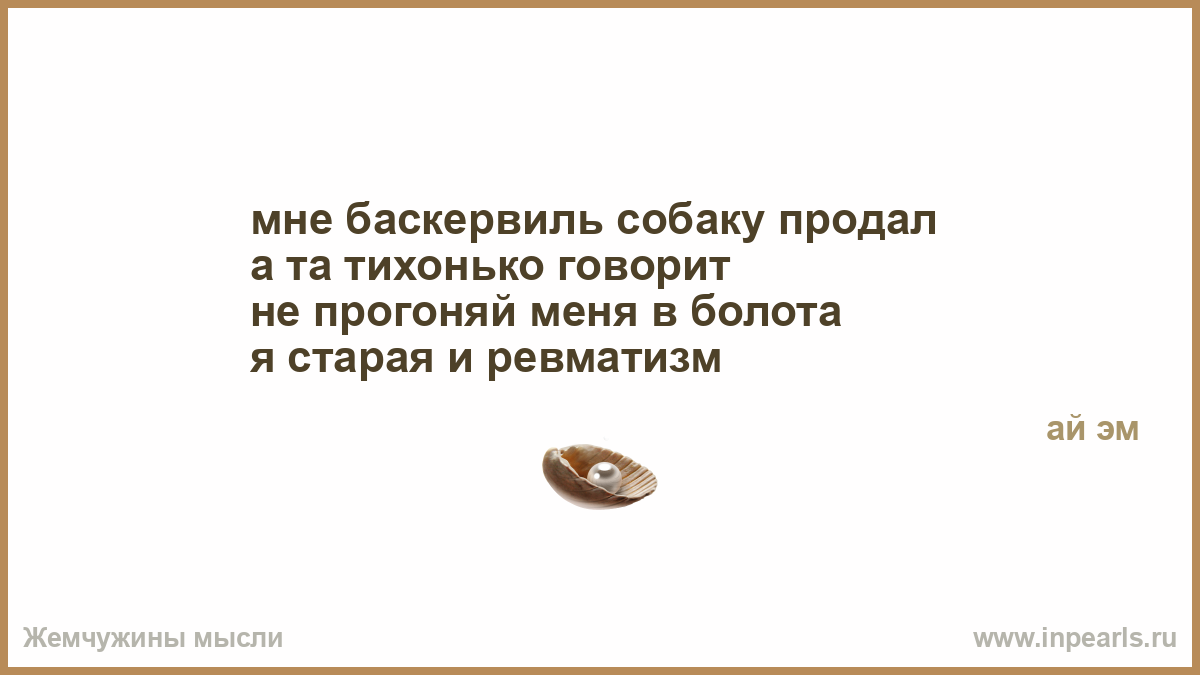 мне баскервиль собаку продал
а та тихонько говорит
не прогоняй меня в болота
я старая и ревматизм
ай эм
Жемчужины мысли
www.inpearls.ru